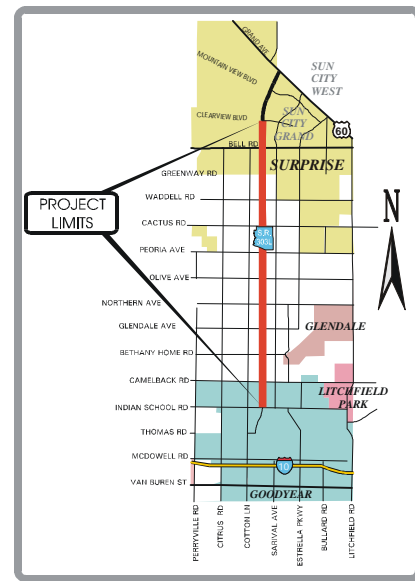 GRAND AVE
MOUNTAIN VIEW BLVD
SUN
CITY
WEST
CLEARVIEW BLVD
SUN
CITY
GRAND
60
BELL RD
SURPRISE
GREENWAY RD
PROJECT
LIMITS
WADDELL RD
N
CACTUS RD
S.R.
PEORIA AVE
OLIVE AVE
NORTHERN AVE
GLENDALE AVE
GLENDALE
BETHANY HOME RD
CAMELBACK RD
LITCHFIELD
PARK
INDIAN SCHOOL RD
THOMAS RD
MCDOWELL RD
10
VAN BUREN ST
GOODYEAR
PERRYVILLE RD
CITRUS RD
COTTON LN
SARIVAL AVE
ESTRELLA PKWY
BULLARD RD
LITCHFIELD RD